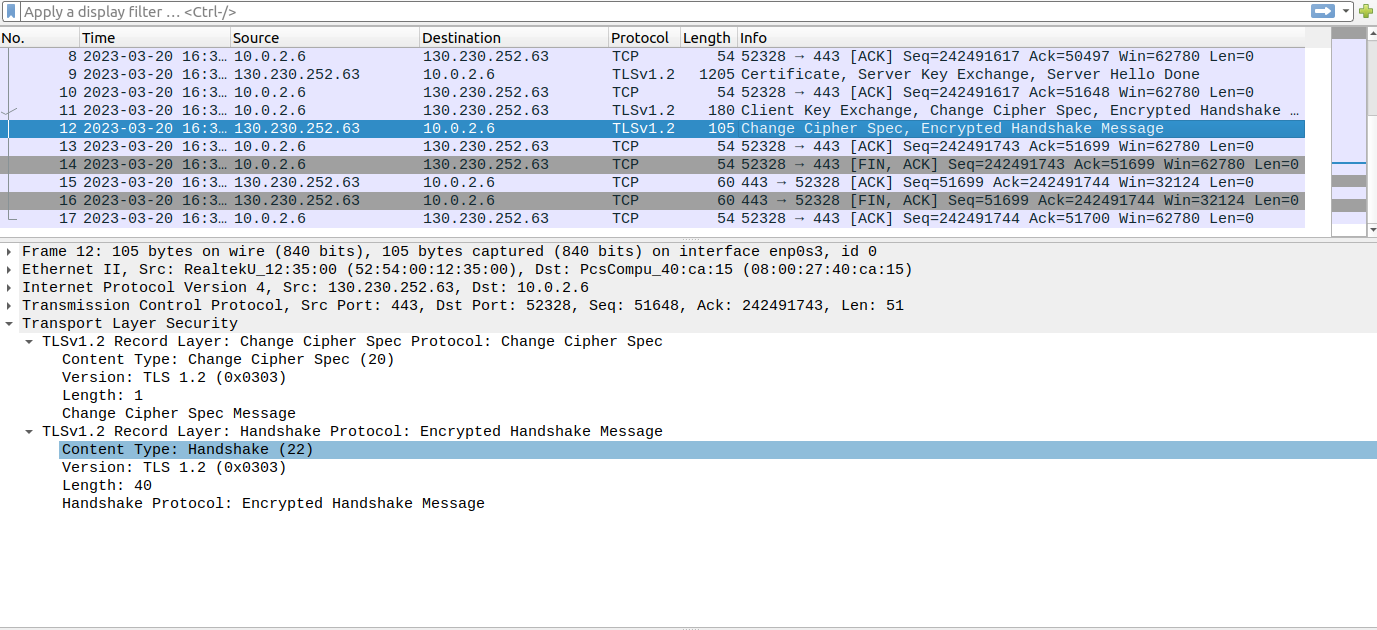 Apply a display filter … <Ctrl-/>
No. Time Source Destination Protocol Length Info
8 2023-03-20 16:3… 10.0.2.6 130.230.252.63 TCP 54 52328 → 443 [ACK] Seq=242491617 Ack=50497 Win=62780 Len=0
9 2023-03-20 16:3… 130.230.252.63 10.0.2.6 TLSv1.2 1205 Certificate, Server Key Exchange, Server Hello Done
10 2023-03-20 16:3… 10.0.2.6 130.230.252.63 TCP 54 52328 → 443 [ACK] Seq=242491617 Ack=51648 Win=62780 Len=0
11 2023-03-20 16:3… 10.0.2.6 130.230.252.63 TLSv1.2 180 Client Key Exchange, Change Cipher Spec, Encrypted Handshake …
12 2023-03-20 16:3… 130.230.252.63 10.0.2.6 TLSv1.2 105 Change Cipher Spec, Encrypted Handshake Message
13 2023-03-20 16:3… 10.0.2.6 130.230.252.63 TCP 54 52328 → 443 [ACK] Seq=242491743 Ack=51699 Win=62780 Len=0
14 2023-03-20 16:3… 10.0.2.6 130.230.252.63 TCP 54 52328 → 443 [FIN, ACK] Seq=242491743 Ack=51699 Win=62780 Len=0
15 2023-03-20 16:3… 130.230.252.63 10.0.2.6 TCP 60 443 → 52328 [ACK] Seq=51699 Ack=242491744 Win=32124 Len=0
16 2023-03-20 16:3… 130.230.252.63 10.0.2.6 TCP 60 443 → 52328 [FIN, ACK] Seq=51699 Ack=242491744 Win=32124 Len=0
17 2023-03-20 16:3… 10.0.2.6 130.230.252.63 TCP 54 52328 → 443 [ACK] Seq=242491744 Ack=51700 Win=62780 Len=0
Frame 12: 105 bytes on wire (840 bits), 105 bytes captured (840 bits) on interface enp0s3, id 0
Ethernet II, Src: RealtekU_12:35:00 (52:54:00:12:35:00), Dst: PcsCompu_40:ca:15 (08:00:27:40:ca:15)
Internet Protocol Version 4, Src: 130.230.252.63, Dst: 10.0.2.6
Transmission Control Protocol, Src Port: 443, Dst Port: 52328, Seq: 51648, Ack: 242491743, Len: 51
Transport Layer Security
TLSv1.2 Record Layer: Change Cipher Spec Protocol: Change Cipher Spec
Content Type: Change Cipher Spec (20)
Version: TLS 1.2 (0x0303)
Length: 1
Change Cipher Spec Message
TLSv1.2 Record Layer: Handshake Protocol: Encrypted Handshake Message
Content Type: Handshake (22)
Version: TLS 1.2 (0x0303)
Length: 40
Handshake Protocol: Encrypted Handshake Message